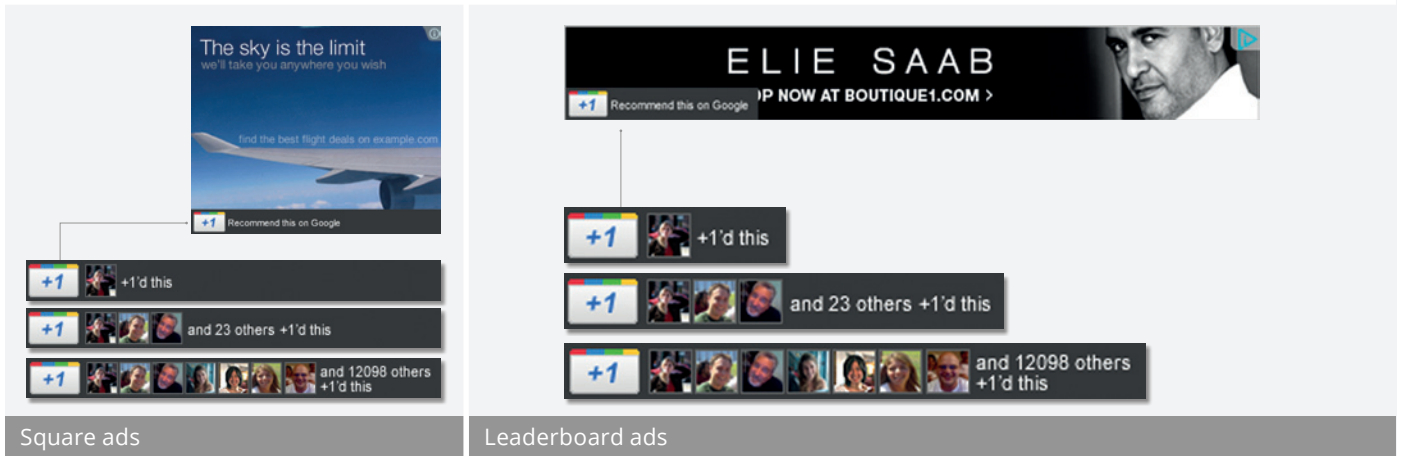 The sky is the limit
we'll take you anywhere you wish
find the best flight deals on example.com
+1 Recommend this on Google
+1 +1'd this
+1 and 23 others +1'd this
+1 and 12098 others
+1'd this
Square ads
ELIE SAAB
OP NOW AT BOUTIQUE1.COM >
+1 Recommend this on Google
+1 +1'd this
+1 and 23 others +1'd this
+1 and 12098 others
+1'd this
Leaderboard ads